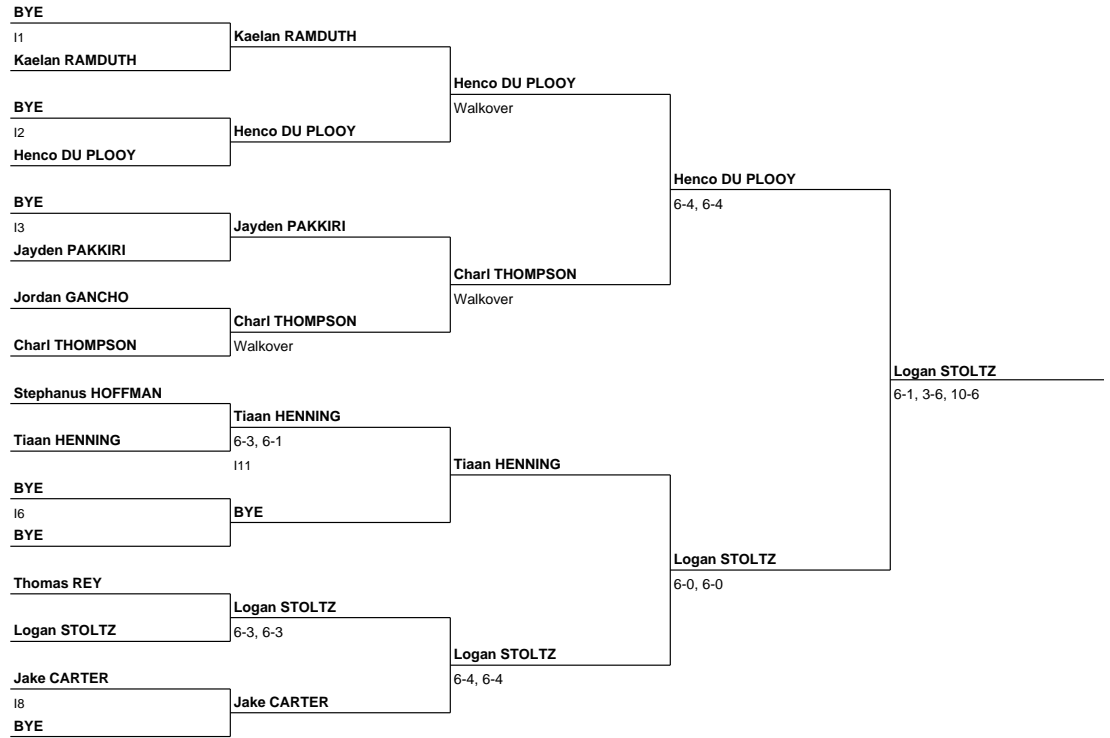 BYE
I1
Kaelan RAMDUTH
BYE
I2
Henco DU PLOOY
BYE
I3
Jayden PAKKIRI
Jordan GANCHO
Charl THOMPSON
Stephanus HOFFMAN
Tiaan HENNING
BYE
I6
BYE
Thomas REY
Logan STOLTZ
Jake CARTER
I8
BYE
Kaelan RAMDUTH
Henco DU PLOOY
Jayden PAKKIRI
Charl THOMPSON
Walkover
Tiaan HENNING
6-3, 6-1
I11
BYE
Logan STOLTZ
6-3, 6-3
Jake CARTER
Henco DU PLOOY
Walkover
Charl THOMPSON
Walkover
Tiaan HENNING
Logan STOLTZ
6-4, 6-4
Henco DU PLOOY
6-4, 6-4
Logan STOLTZ
6-0, 6-0
Logan STOLTZ
6-1, 3-6, 10-6